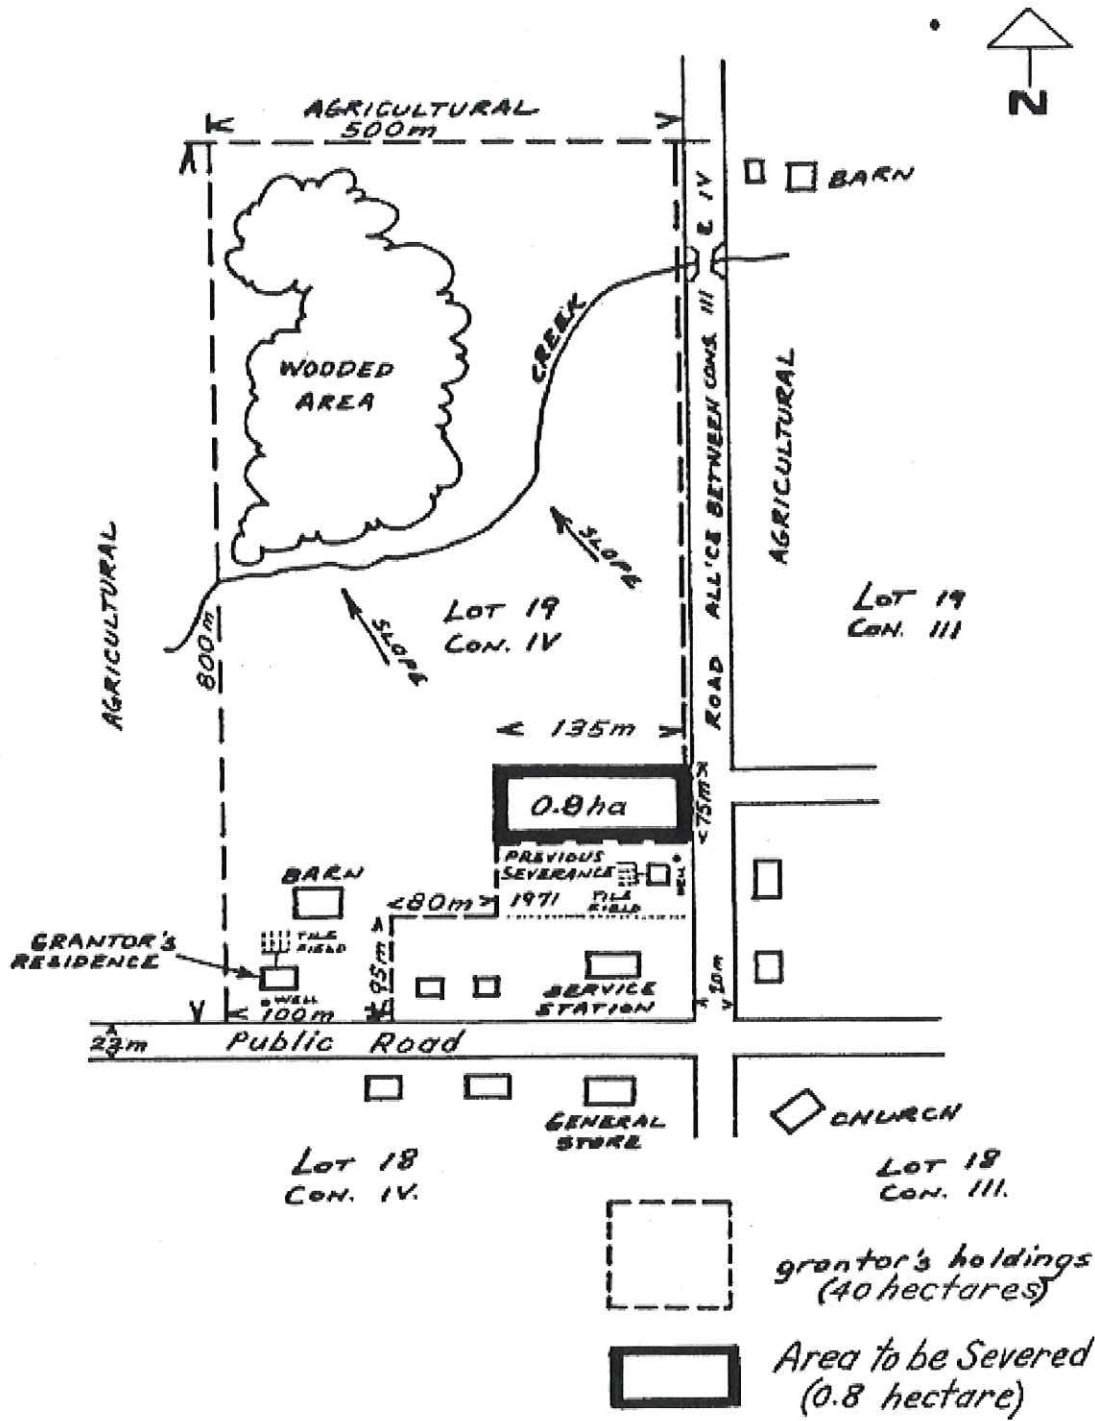 N
AGRICULTURAL
500m
BARN
ROAD ALL'CE BETWEEN CONS. III & IV
CREEK
WOODED
AREA
AGRICULTURAL
AGRICULTURAL
SLOPE
SLOPE
800m
LOT 19
CON. IV
LOT 19
CON. III
135m
0.8ha
75m
PREVIOUS
SEVERANCE
1971
TILE
FIELD
WELL
BARN
80m
GRANTOR'S
RESIDENCE
TILE
FIELD
WELL
95m
100m
SERVICE
STATION
20m
Public Road
GENERAL
STORE
CHURCH
LOT 18
CON. IV.
LOT 18
CON. III.
grantor's holdings
(40 hectares)
Area to be Severed
(0.8 hectare)